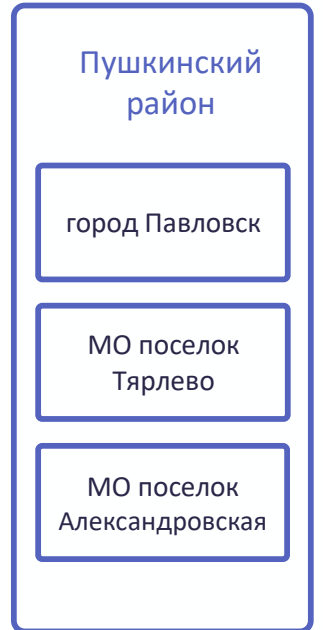 Пушкинский
район
город Павловск
МО поселок
Тярлево
МО поселок
Александровская